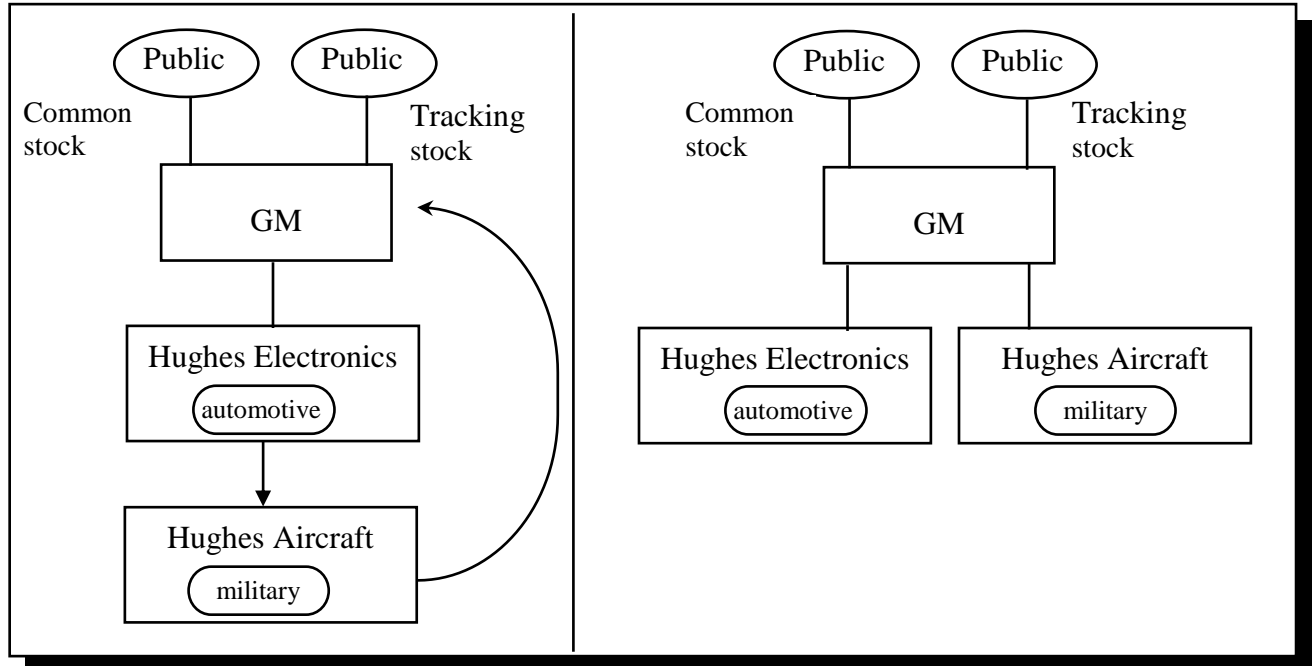 Public
Public
Common
stock
Tracking
stock
GM
Hughes Electronics
automotive
Hughes Aircraft
military
Public
Public
Common
stock
Tracking
stock
GM
Hughes Electronics
automotive
Hughes Aircraft
military